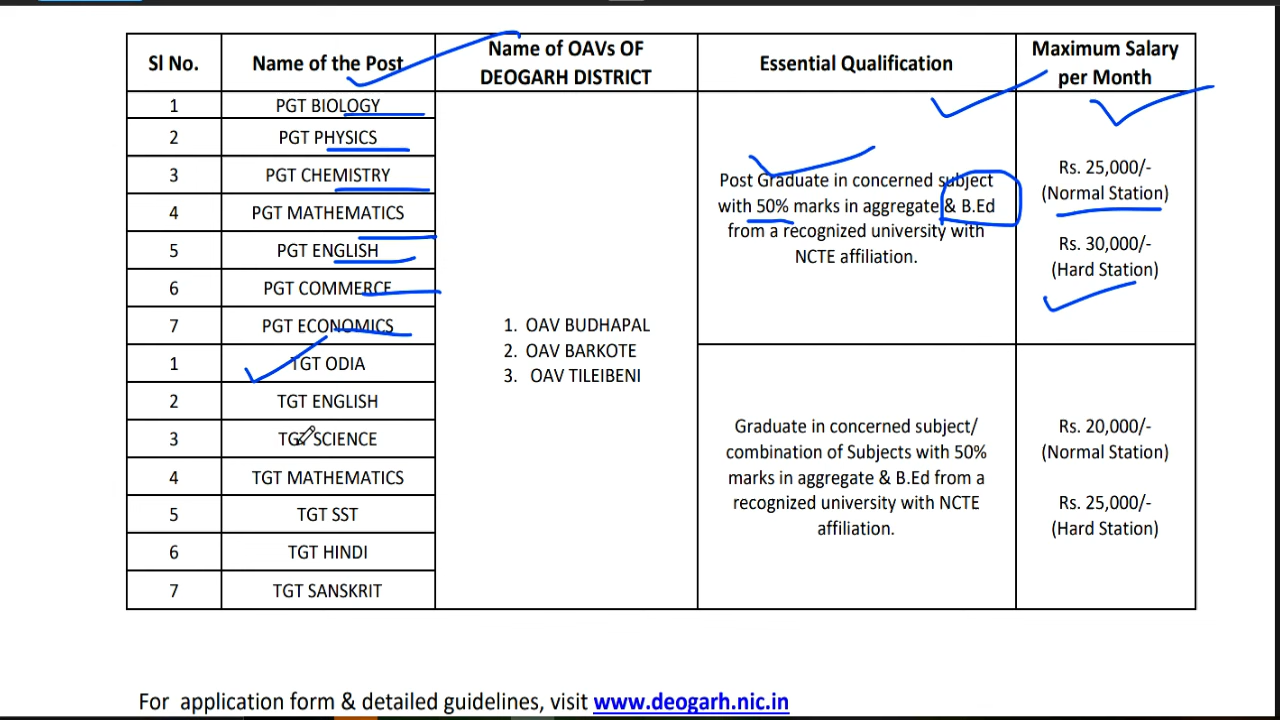 Sl No. Name of the Post Name of OAVs OF DEOGARH DISTRICT Essential Qualification Maximum Salary per Month
1 PGT BIOLOGY
2 PGT PHYSICS
3 PGT CHEMISTRY
4 PGT MATHEMATICS
5 PGT ENGLISH
6 PGT COMMERCE
7 PGT ECONOMICS
1 TGT ODIA
2 TGT ENGLISH
3 TGT SCIENCE
4 TGT MATHEMATICS
5 TGT SST
6 TGT HINDI
7 TGT SANSKRIT
1. OAV BUDHAPAL
2. OAV BARKOTE
3. OAV TILEIBENI
Post Graduate in concerned subject
with 50% marks in aggregate & B.Ed
from a recognized university with
NCTE affiliation.
Rs. 25,000/-
(Normal Station)
Rs. 30,000/-
(Hard Station)
Graduate in concerned subject/
combination of Subjects with 50%
marks in aggregate & B.Ed from a
recognized university with NCTE
affiliation.
Rs. 20,000/-
(Normal Station)
Rs. 25,000/-
(Hard Station)
For application form & detailed guidelines, visit www.deogarh.nic.in